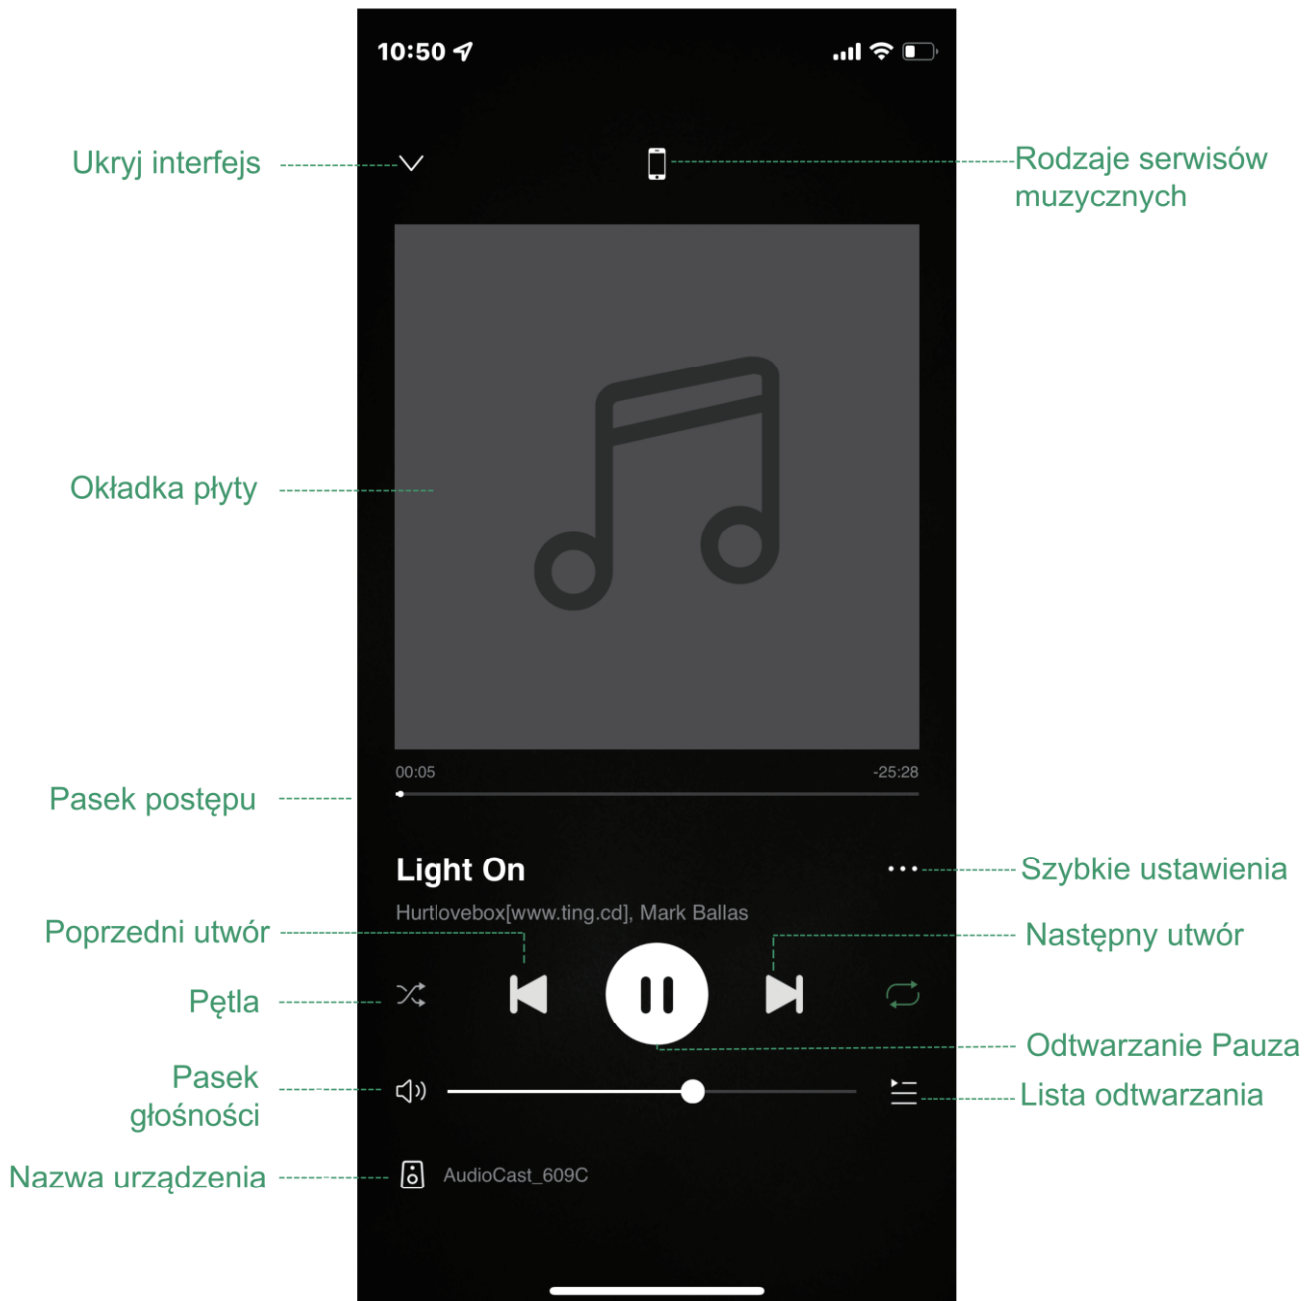 10:50
Ukryj interfejs
Rodzaje serwisów
muzycznych
Okładka płyty
00:05
-25:28
Pasek postępu
Light On
Szybkie ustawienia
Hurtlovebox[www.ting.cd], Mark Ballas
Poprzedni utwór
Następny utwór
Pętla
Odtwarzanie Pauza
Pasek
głośności
Lista odtwarzania
Nazwa urządzenia
AudioCast_609C